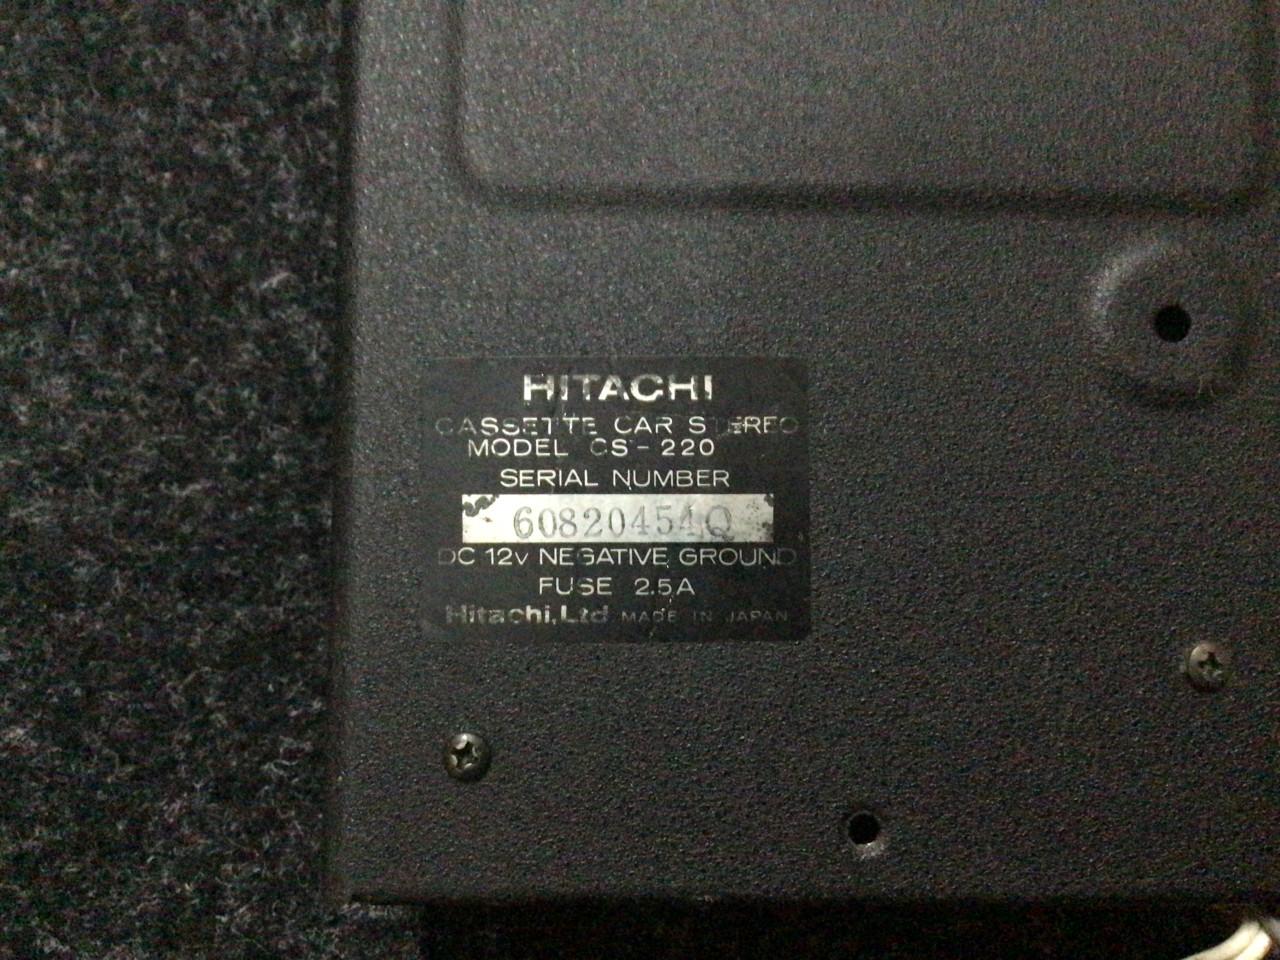 HITACHI
CASSETTE CAR STEREO
MODEL CS-220
SERIAL NUMBER
60820454Q
DC 12v NEGATIVE GROUND
FUSE 2.5A
Hitachi, Ltd MADE IN JAPAN